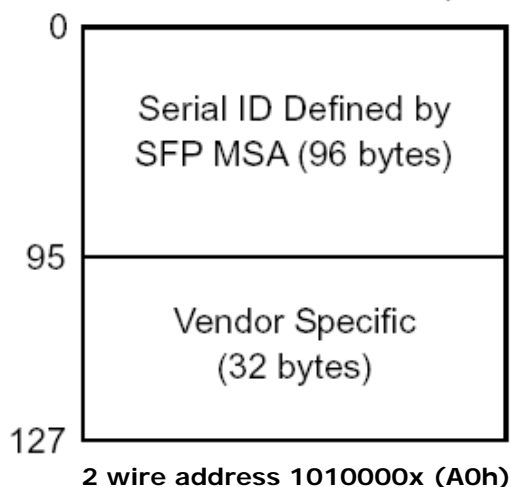 0
Serial ID Defined by
SFP MSA (96 bytes)
95
Vendor Specific
(32 bytes)
127
2 wire address 1010000x (A0h)